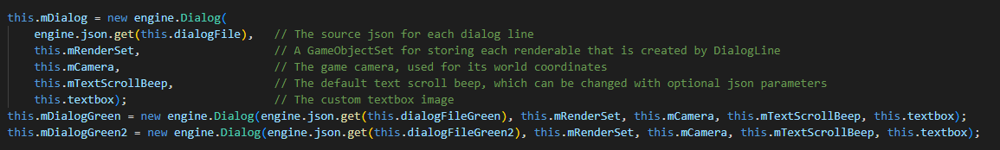 this.mDialog = new engine.Dialog(
    engine.json.get(this.dialogFile),   // The source json for each dialog line
    this.mRenderSet,                    // A GameObjectSet for storing each renderable that is created by DialogLine
    this.mCamera,                       // The game camera, used for its world coordinates
    this.mTextScrollBeep,               // The default text scroll beep, which can be changed with optional json parameters
    this.textbox);                      // The custom textbox image
this.mDialogGreen = new engine.Dialog(engine.json.get(this.dialogFileGreen), this.mRenderSet, this.mCamera, this.mTextScrollBeep, this.textbox);
this.mDialogGreen2 = new engine.Dialog(engine.json.get(this.dialogFileGreen2), this.mRenderSet, this.mCamera, this.mTextScrollBeep, this.textbox);